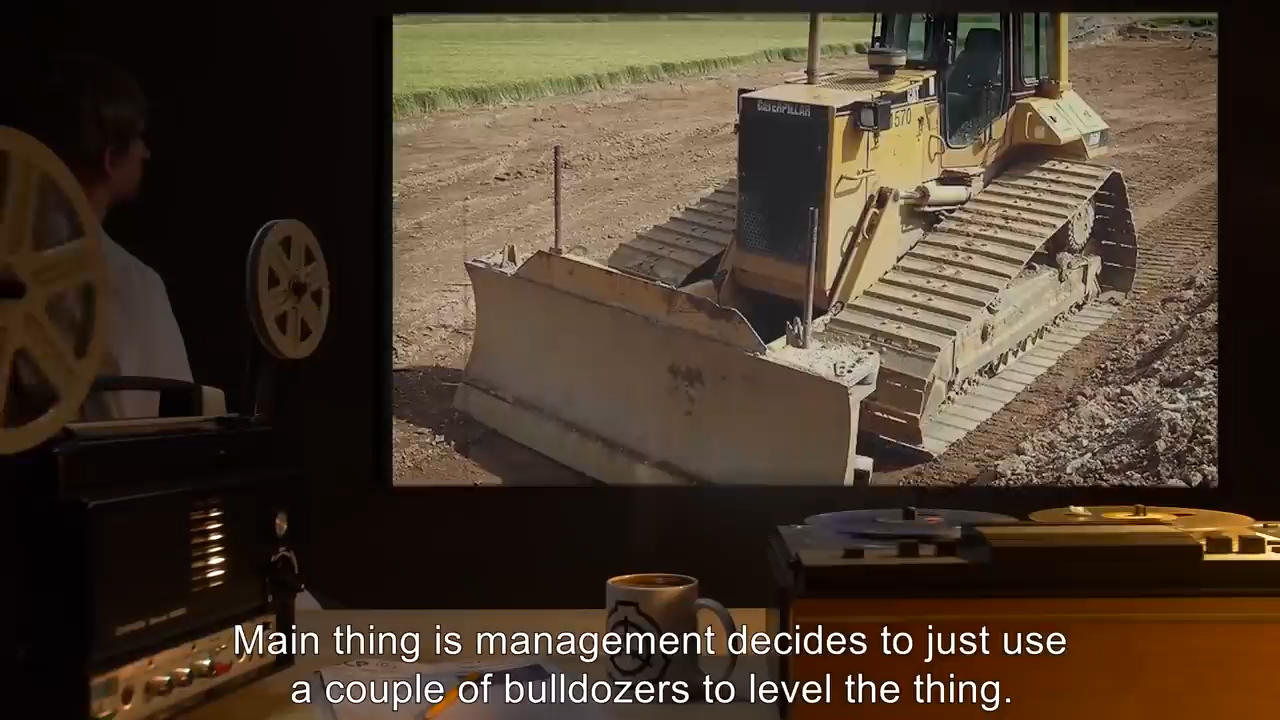 CATERPILLAR
570
Main thing is management decides to just use
a couple of bulldozers to level the thing.